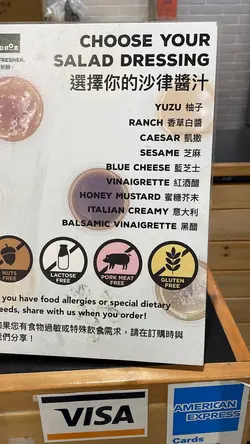 CHOOSE YOUR
SALAD DRESSING
選擇你的沙律醬汁
YUZU 柚子
RANCH 香草白醬
CAESAR 凱撒
SESAME 芝麻
BLUE CHEESE 藍芝士
VINAIGRETTE 紅酒醋
HONEY MUSTARD 蜜糖芥末
ITALIAN CREAMY 意大利
BALSAMIC VINAIGRETTE 黑醋
NUTS
FREE
LACTOSE
FREE
PORK MEAT
FREE
GLUTEN
FREE
you have food allergies or special dietary
eeds, share with us when you order!
如果您有食物過敏或特殊飲食需求，請在訂購時與
我們分享！
VISA
AMERICAN
EXPRESS
Cards